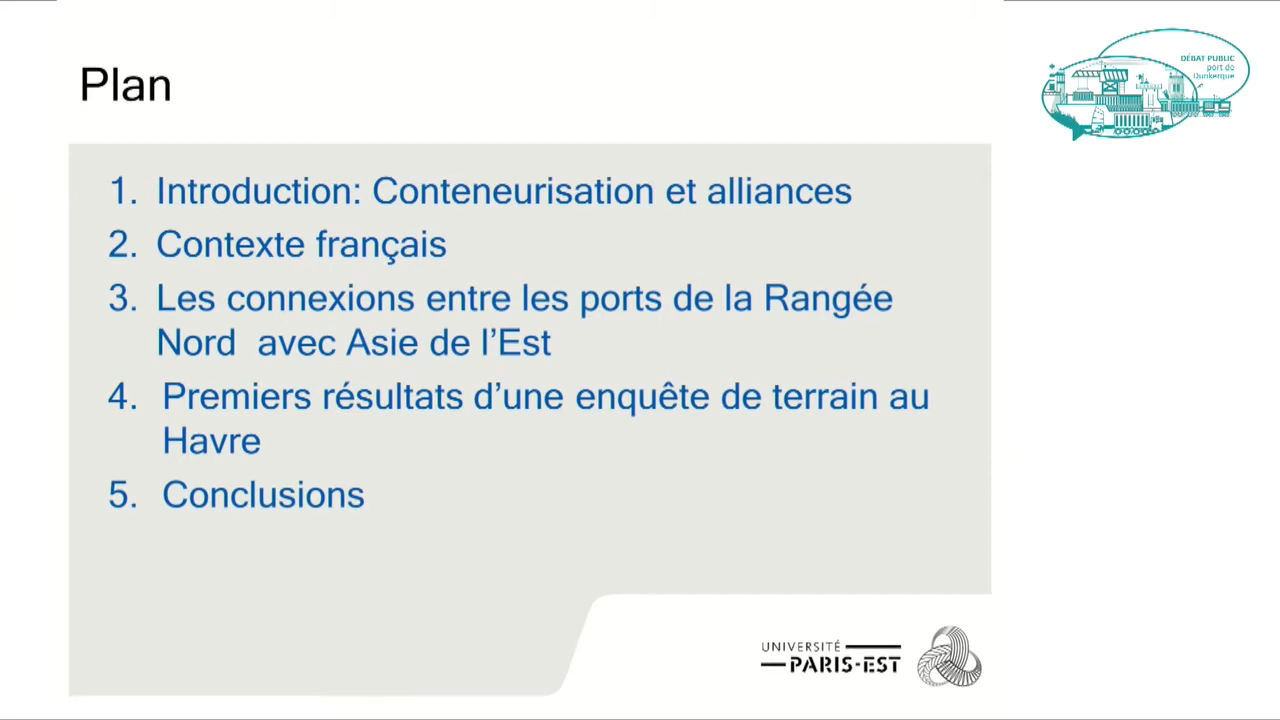 Plan
DÉBAT PUBLIC
port de
Dunkerque
1. Introduction: Conteneurisation et alliances
2. Contexte français
3. Les connexions entre les ports de la Rangée
Nord avec Asie de l’Est
4. Premiers résultats d’une enquête de terrain au
Havre
5. Conclusions
UNIVERSITÉ
PARIS-EST